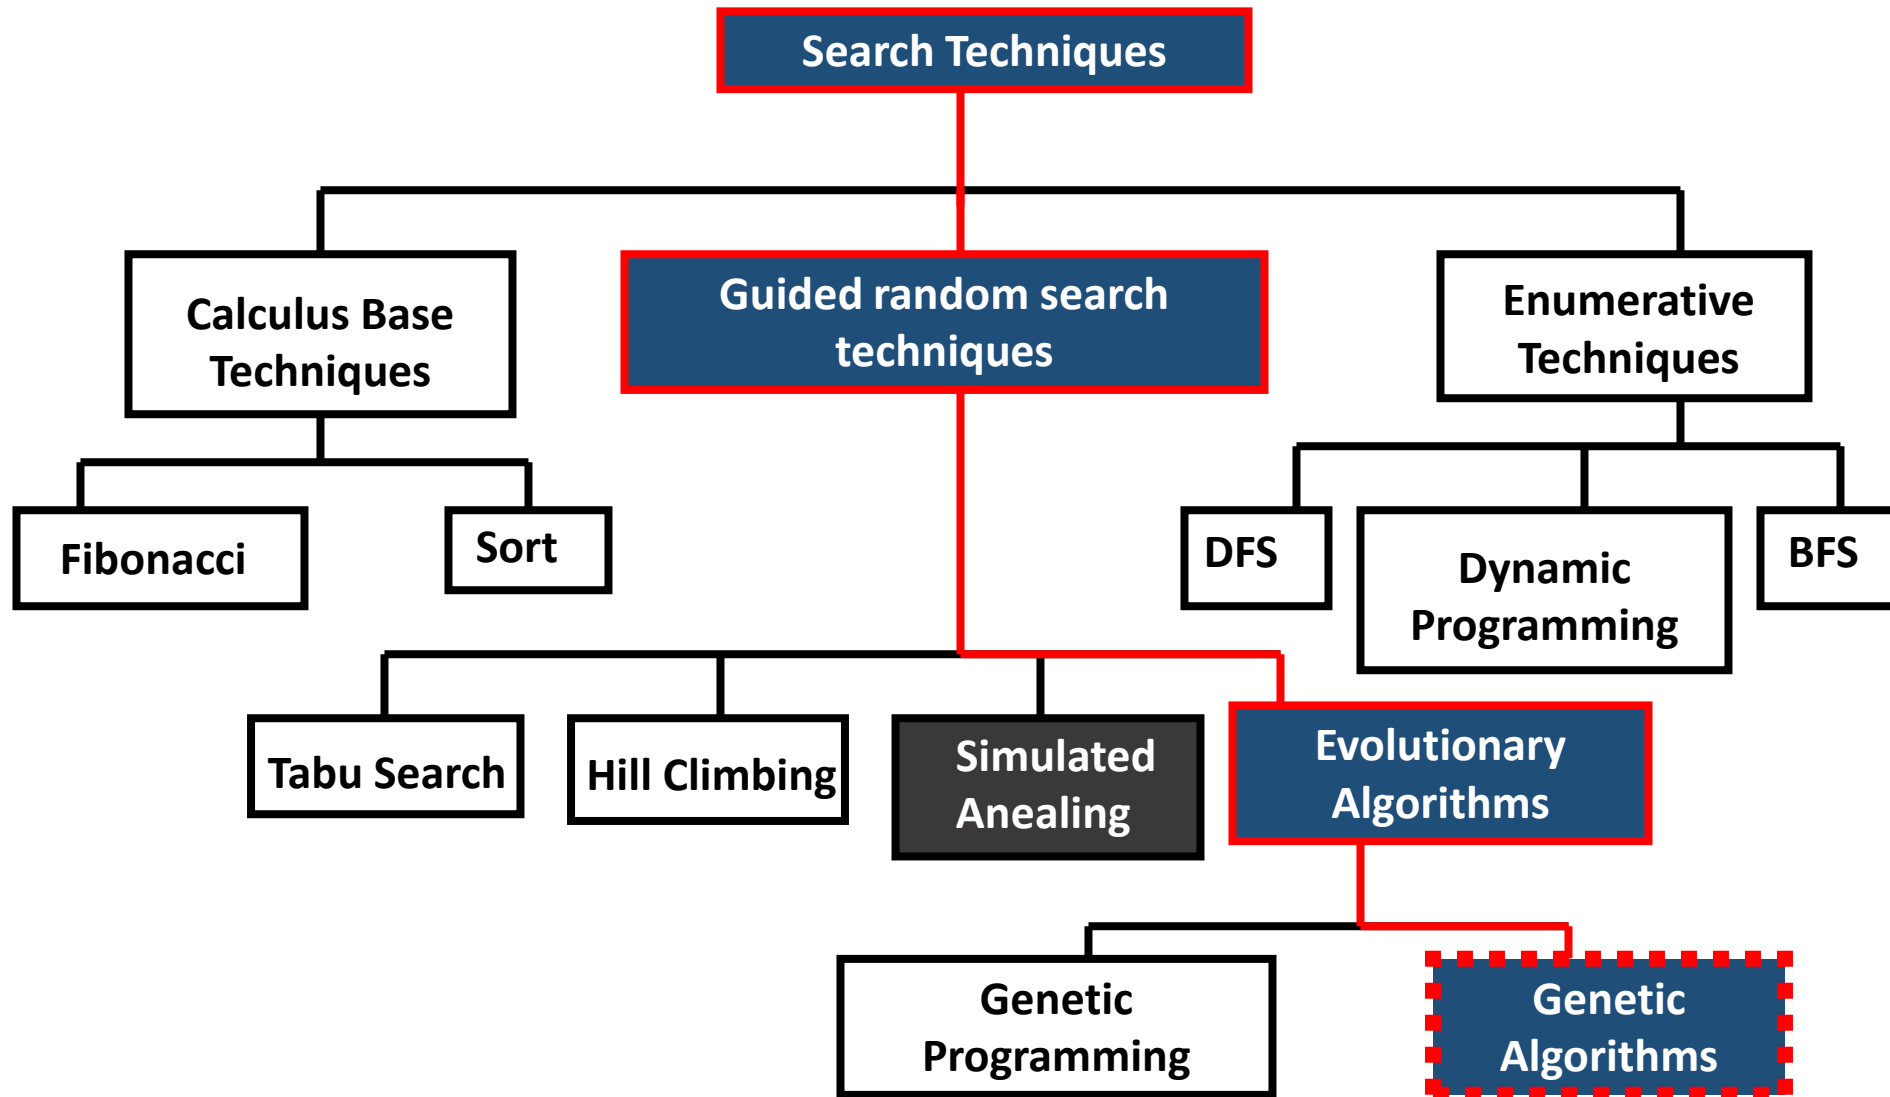 Search Techniques
Calculus Base
Techniques
Guided random search
techniques
Enumerative
Techniques
Fibonacci
Sort
DFS
Dynamic
Programming
BFS
Tabu Search
Hill Climbing
Simulated
Anealing
Evolutionary
Algorithms
Genetic
Programming
Genetic
Algorithms